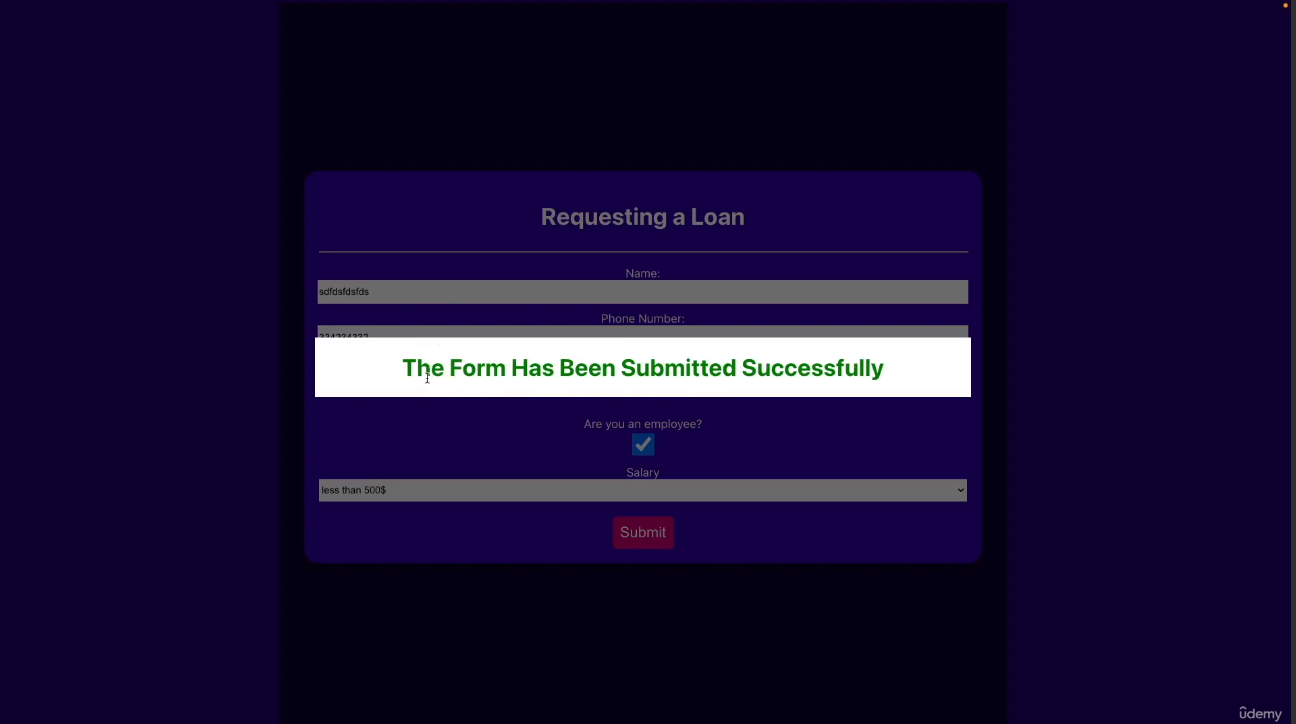 Requesting a Loan
Name:
sdfdsfdsfds
Phone Number:
The Form Has Been Submitted Successfully
Are you an employee?
Salary
less than 500$
Submit
ûdemy